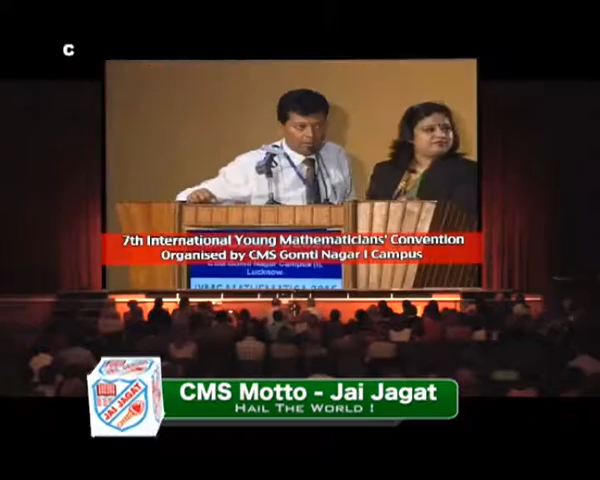 C
7th International Young Mathematicians' Convention
Organised by CMS Gomti Nagar I Campus
Lucknow
CMS Motto - Jai Jagat
HAIL THE WORLD !
JAI JAGAT